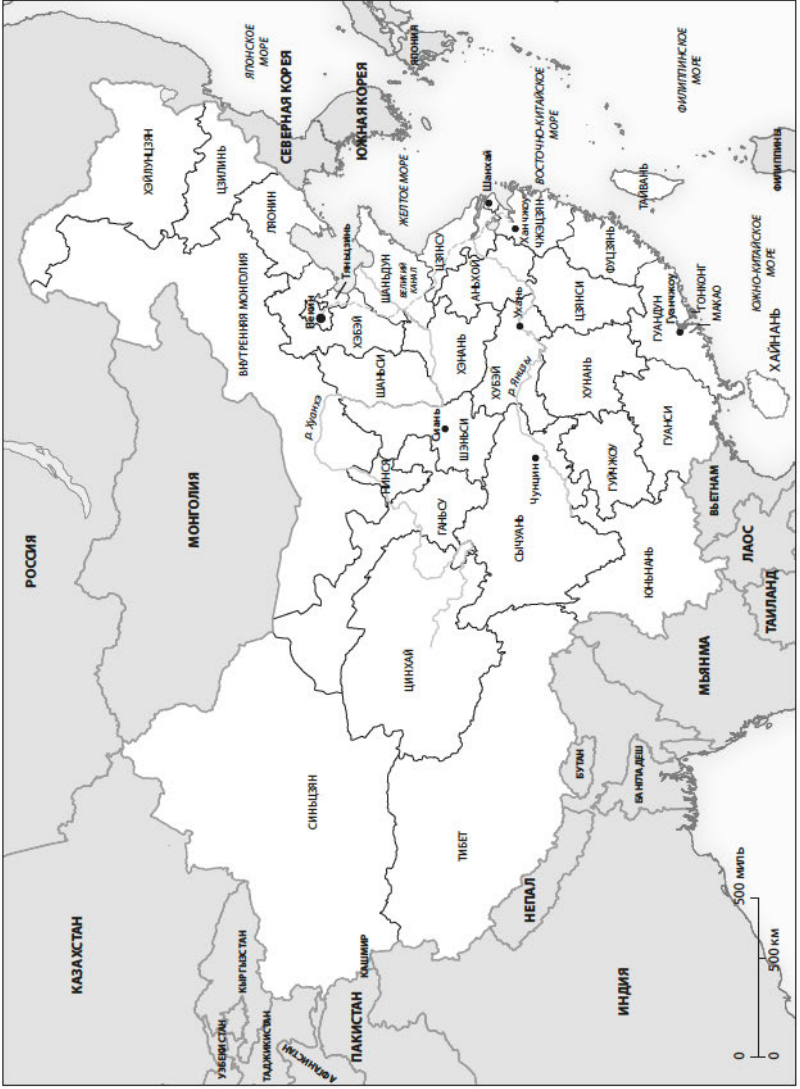 РОССИЯ
КАЗАХСТАН
МОНГОЛИЯ
УЗБЕКИСТАН
КЫРГЫЗСТАН
ТАДЖИКИСТАН
АФГАНИСТАН
ПАКИСТАН
КАШМИР
ИНДИЯ
НЕПАЛ
БУТАН
БАНГЛАДЕШ
МЬЯНМА
ТАИЛАНД
ЛАОС
ВЬЕТНАМ
СИНЬЦЗЯН
ТИБЕТ
ЦИНХАЙ
ГАНЬСУ
НИНСЯ
ВНУТРЕННЯЯ МОНГОЛИЯ
ХЭЙЛУНЦЗЯН
ЦЗИЛИНЬ
ЛЯОНИН
Пекин
Тяньцзинь
ХЭБЭЙ
ШАНЬСИ
ШАНЬДУН
ВЕЛИКИЙ
КАНАЛ
р. Хуанхэ
Сиань
ШЭНЬСИ
ХЭНАНЬ
ЦЗЯНСУ
АНЬХОЙ
Шанхай
Ханчжоу
ЧЖЭЦЗЯН
ХУБЭЙ
Ухань
р. Янцзы
СЫЧУАНЬ
Чунцин
ХУНАНЬ
ЦЗЯНСИ
ФУЦЗЯНЬ
ГУЙЧЖОУ
ЮНЬНАНЬ
ГУАНСИ
ГУАНДУН
Гуанчжоу
ГОНКОНГ
МАКАО
ХАЙНАНЬ
ТАЙВАНЬ
СЕВЕРНАЯ КОРЕЯ
ЮЖНАЯ КОРЕЯ
ЯПОНИЯ
ФИЛИППИНЫ
ЯПОНСКОЕ
МОРЕ
ЖЕЛТОЕ МОРЕ
ВОСТОЧНО-КИТАЙСКОЕ
МОРЕ
ФИЛИППИНСКОЕ
МОРЕ
ЮЖНО-КИТАЙСКОЕ
МОРЕ
0 500 миль
0 500 км